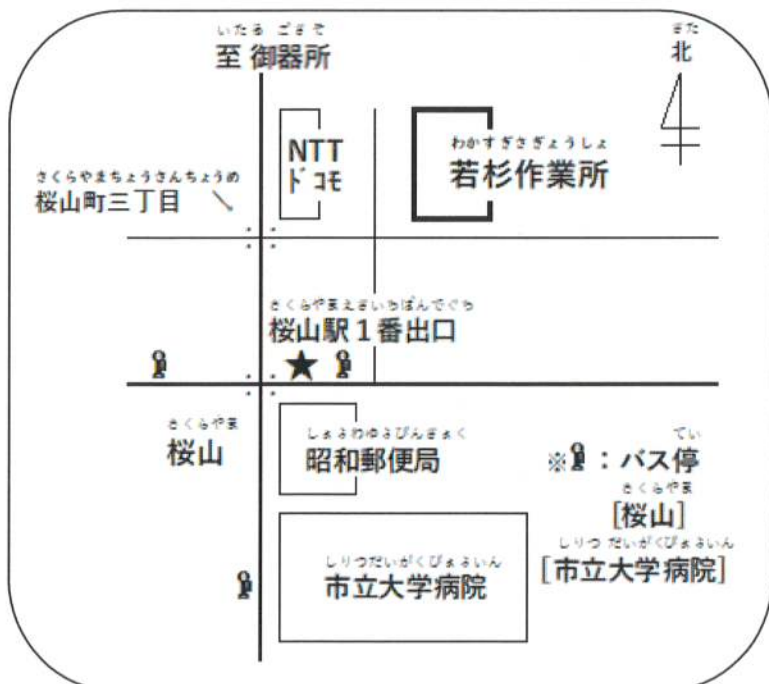 いたる ごきそ
至 御器所
きた
北
NTT
ドコモ
わかすぎさぎょうしょ
若杉作業所
さくらやまちょうさんちょうめ
桜山町三丁目
さくらやまえきいちばんでぐち
桜山駅1番出口
★
さくらやま
桜山
しょうわゆうびんきょく
昭和郵便局
※:バス停
てい
さくらやま
[桜山]
しりつ だいがくびょういん
[市立大学病院]
しりつだいがくびょういん
市立大学病院